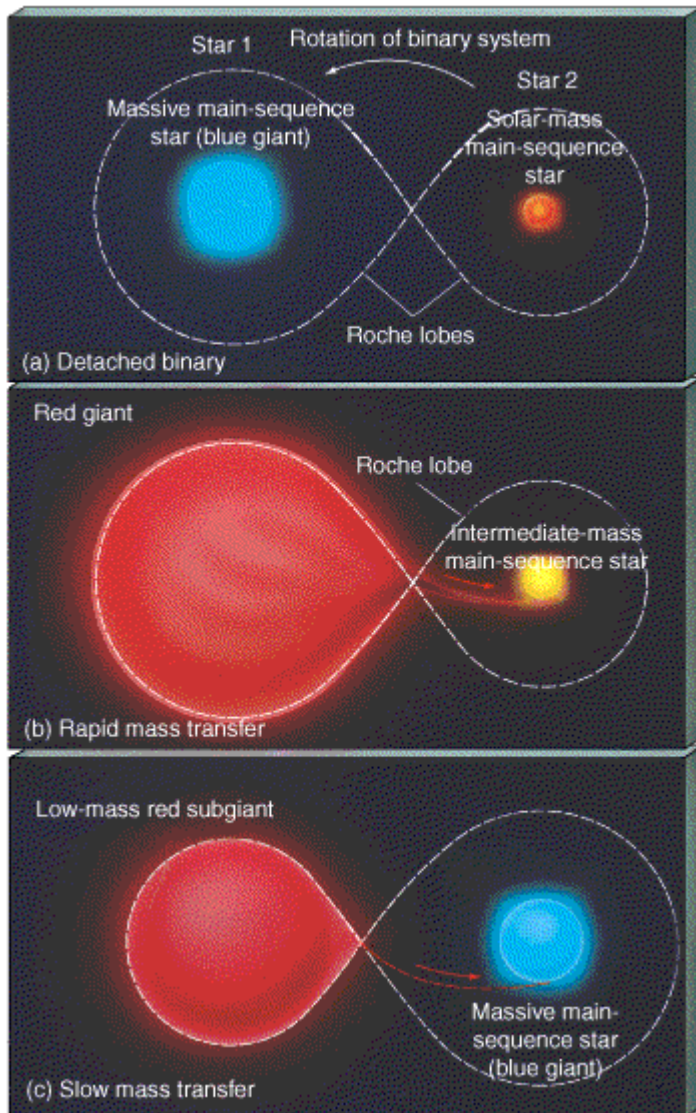 Star 1
Rotation of binary system
Star 2
Massive main-sequence
star (blue giant)
Solar-mass
main-sequence
star
Roche lobes
(a) Detached binary
Red giant
Roche lobe
Intermediate-mass
main-sequence star
(b) Rapid mass transfer
Low-mass red subgiant
Massive main-
sequence star
(blue giant)
(c) Slow mass transfer